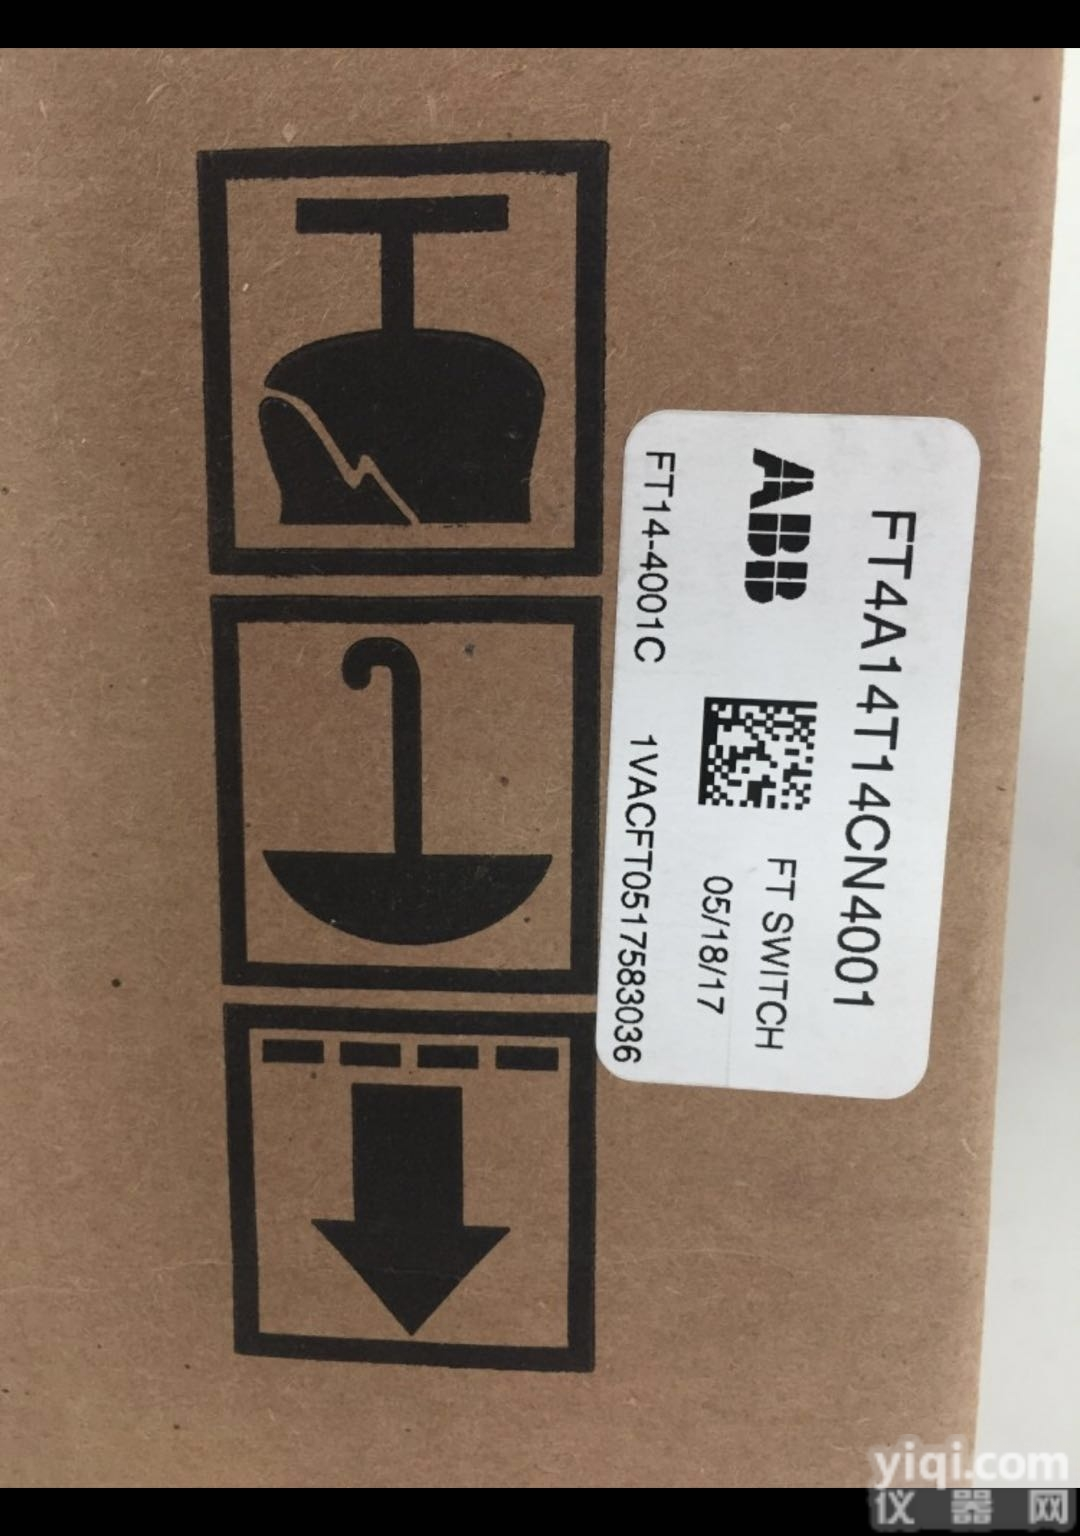 FT4A14T14CN4001
ABB
FT SWITCH
05/18/17
FT14-4001C 1VACFT0517583036
yiqi.com
仪器网